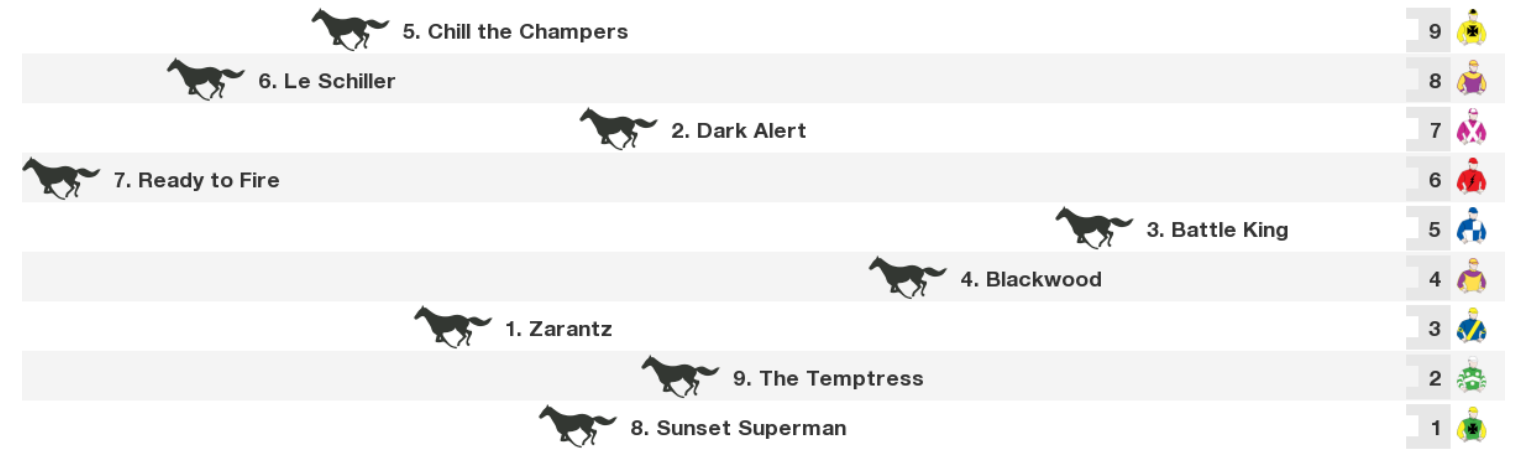 5. Chill the Champers 9
6. Le Schiller 8
2. Dark Alert 7
7. Ready to Fire 6
3. Battle King 5
4. Blackwood 4
1. Zarantz 3
9. The Temptress 2
8. Sunset Superman 1